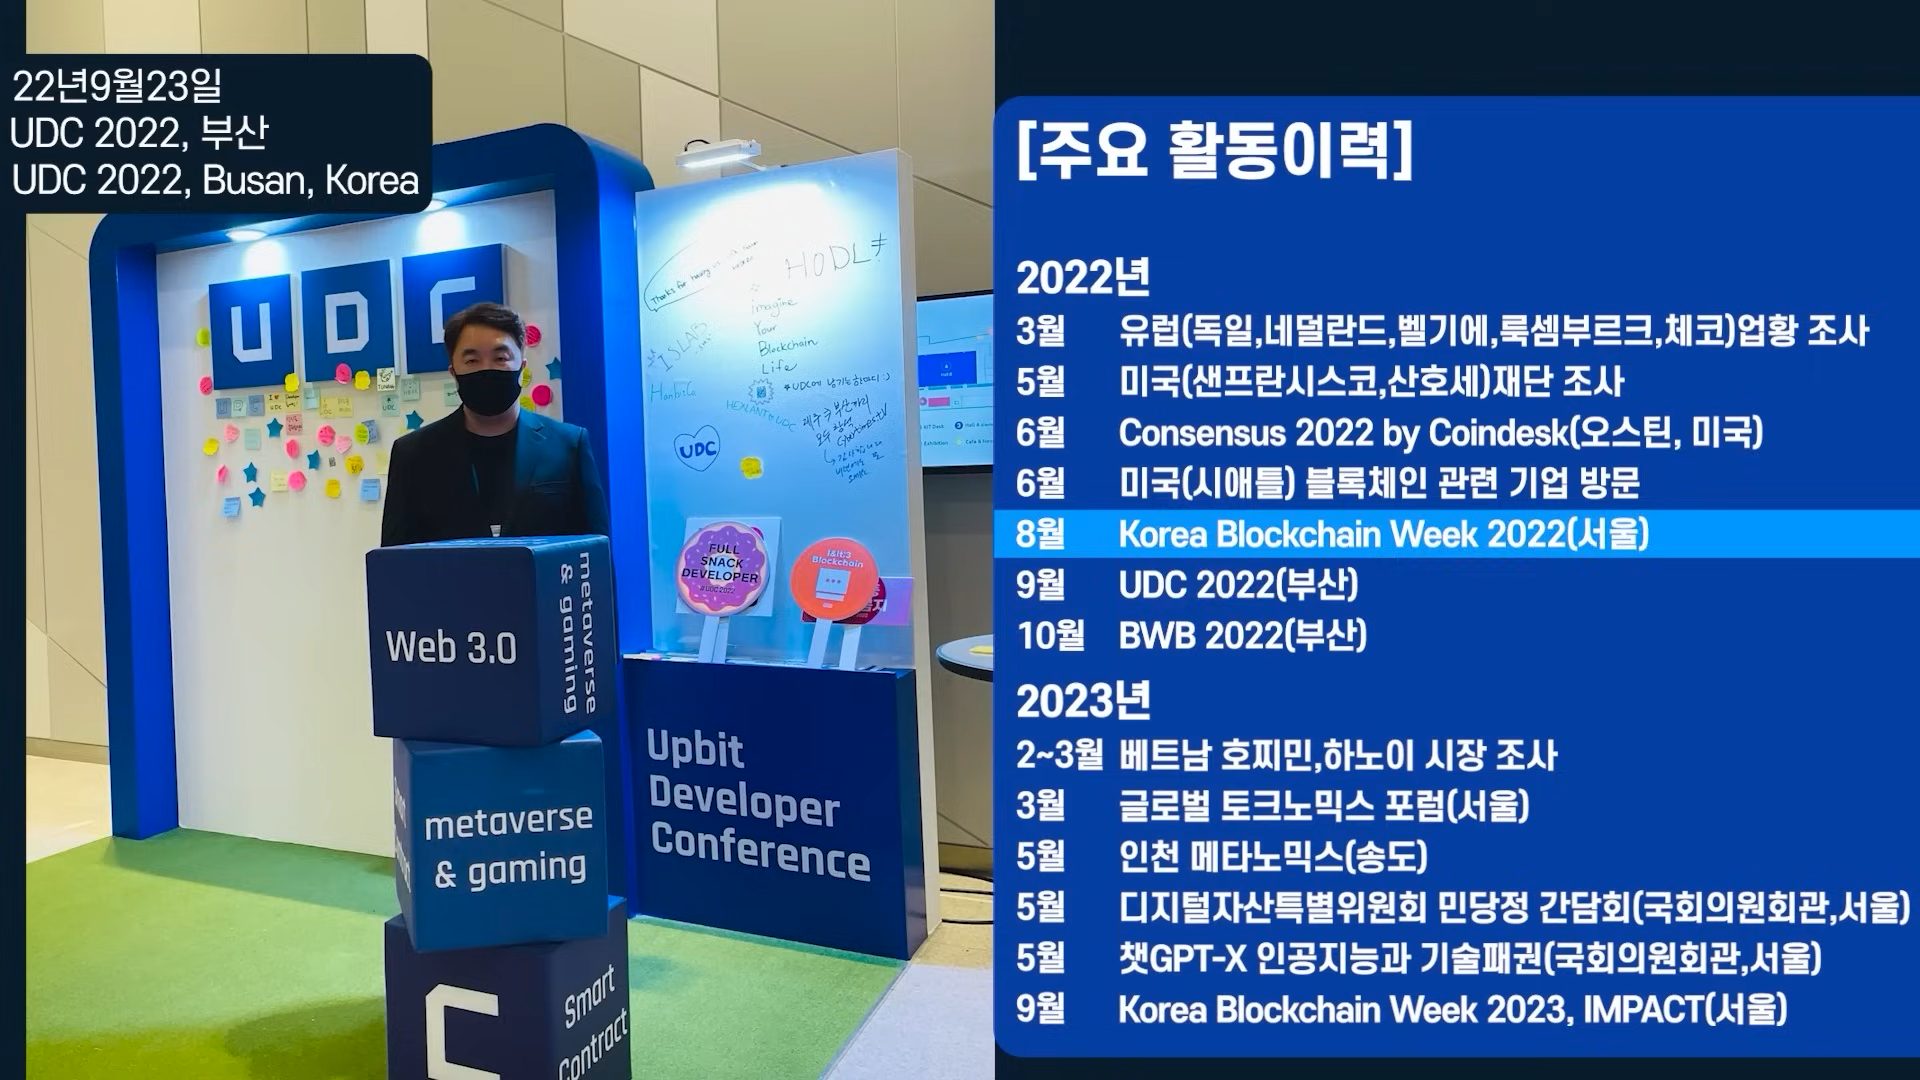 22년9월23일
UDC 2022, 부산
UDC 2022, Busan, Korea
UDC
HODL
Imagine
Your
Blockchain
Life
UDC
FULL
SNACK
DEVELOPER
Blockchain
Web 3.0
metaverse
& gaming
Upbit
Developer
Conference
metaverse
& gaming
Smart
Contract
[주요 활동이력]
2022년
3월 유럽(독일,네덜란드,벨기에,룩셈부르크,체코)업황 조사
5월 미국(샌프란시스코,산호세)재단 조사
6월 Consensus 2022 by Coindesk(오스틴, 미국)
6월 미국(시애틀) 블록체인 관련 기업 방문
8월 Korea Blockchain Week 2022(서울)
9월 UDC 2022(부산)
10월 BWB 2022(부산)
2023년
2~3월 베트남 호찌민,하노이 시장 조사
3월 글로벌 토크노믹스 포럼(서울)
5월 인천 메타노믹스(송도)
5월 디지털자산특별위원회 민당정 간담회(국회의원회관,서울)
5월 챗GPT-X 인공지능과 기술패권(국회의원회관,서울)
9월 Korea Blockchain Week 2023, IMPACT(서울)